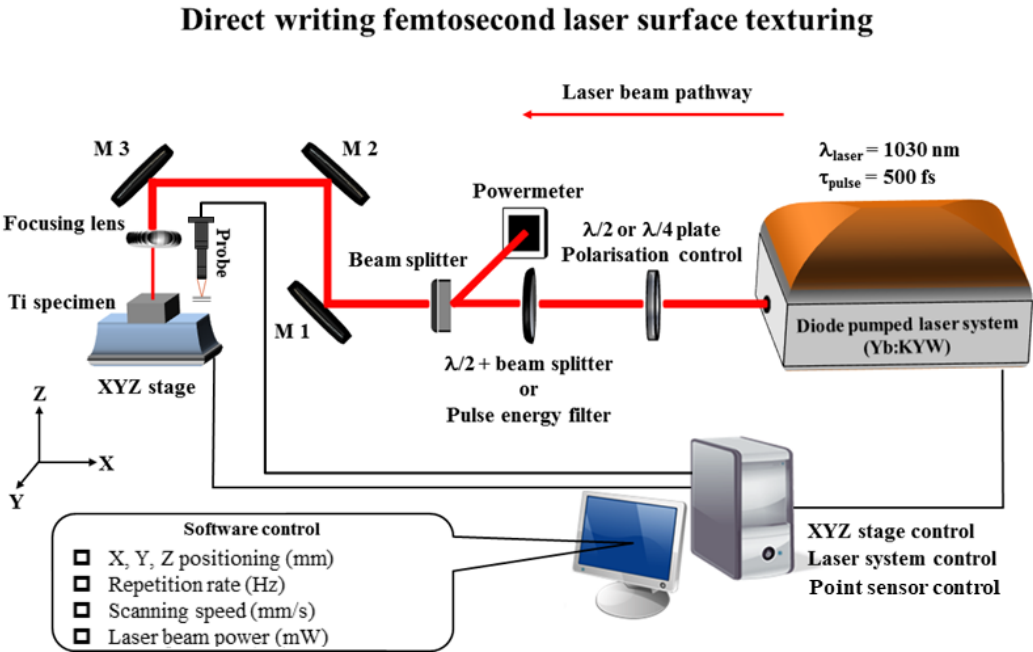 Direct writing femtosecond laser surface texturing
Laser beam pathway
λlaser = 1030 nm
τpulse = 500 fs
M 3
M 2
Powermeter
Focusing lens
Probe
λ/2 or λ/4 plate
Polarisation control
Beam splitter
Ti specimen
M 1
Diode pumped laser system
(Yb:KYW)
XYZ stage
λ/2 + beam splitter
or
Pulse energy filter
Z
X
Y
Software control
X, Y, Z positioning (mm)
Repetition rate (Hz)
Scanning speed (mm/s)
Laser beam power (mW)
XYZ stage control
Laser system control
Point sensor control